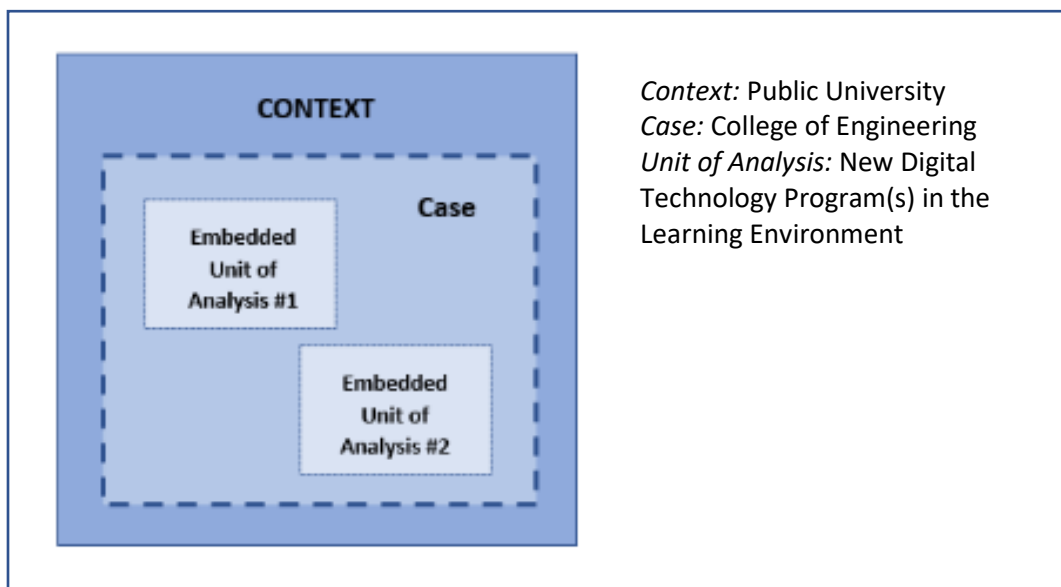 CONTEXT
Case
Embedded
Unit of
Analysis #1
Embedded
Unit of
Analysis #2
Context: Public University
Case: College of Engineering
Unit of Analysis: New Digital
Technology Program(s) in the
Learning Environment